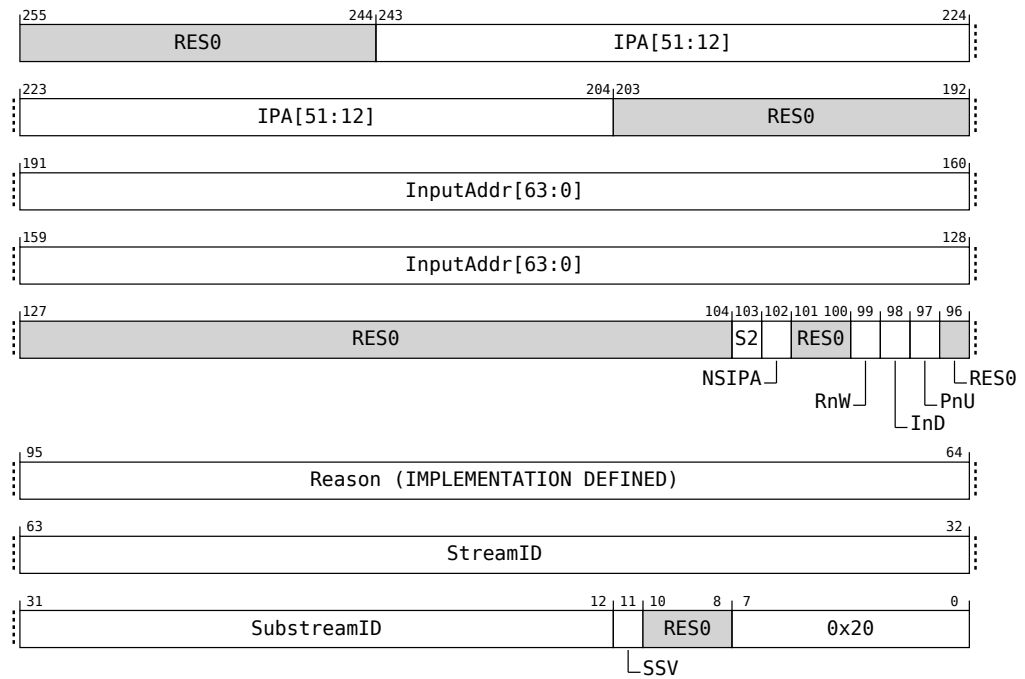 255 244 243 224
RES0 IPA[51:12]
223 204 203 192
IPA[51:12] RES0
191 160
InputAddr[63:0]
159 128
InputAddr[63:0]
127 104 103 102 101 100 99 98 97 96
RES0 S2 RES0
NSIPA RES0
RnW PnU
InD
95 64
Reason (IMPLEMENTATION DEFINED)
63 32
StreamID
31 12 11 10 8 7 0
SubstreamID RES0 0x20
SSV